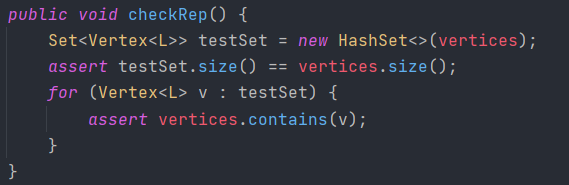 public void checkRep() {
    Set<Vertex<L>> testSet = new HashSet<>(vertices);
    assert testSet.size() == vertices.size();
    for (Vertex<L> v : testSet) {
        assert vertices.contains(v);
    }
}